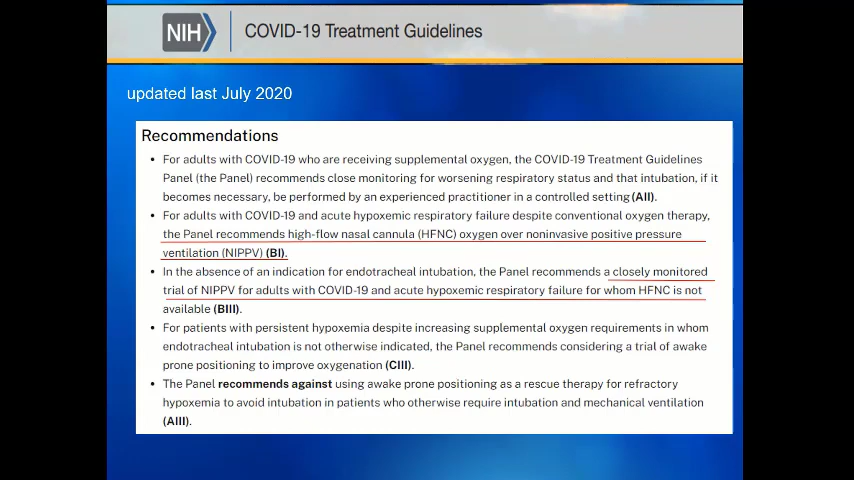 NIH
COVID-19 Treatment Guidelines
updated last July 2020
Recommendations
• For adults with COVID-19 who are receiving supplemental oxygen, the COVID-19 Treatment Guidelines
Panel (the Panel) recommends close monitoring for worsening respiratory status and that intubation, if it
becomes necessary, be performed by an experienced practitioner in a controlled setting (AII).
• For adults with COVID-19 and acute hypoxemic respiratory failure despite conventional oxygen therapy,
the Panel recommends high-flow nasal cannula (HFNC) oxygen over noninvasive positive pressure
ventilation (NIPPV) (BI).
• In the absence of an indication for endotracheal intubation, the Panel recommends a closely monitored
trial of NIPPV for adults with COVID-19 and acute hypoxemic respiratory failure for whom HFNC is not
available (BIII).
• For patients with persistent hypoxemia despite increasing supplemental oxygen requirements in whom
endotracheal intubation is not otherwise indicated, the Panel recommends considering a trial of awake
prone positioning to improve oxygenation (CIII).
• The Panel recommends against using awake prone positioning as a rescue therapy for refractory
hypoxemia to avoid intubation in patients who otherwise require intubation and mechanical ventilation
(AIII).